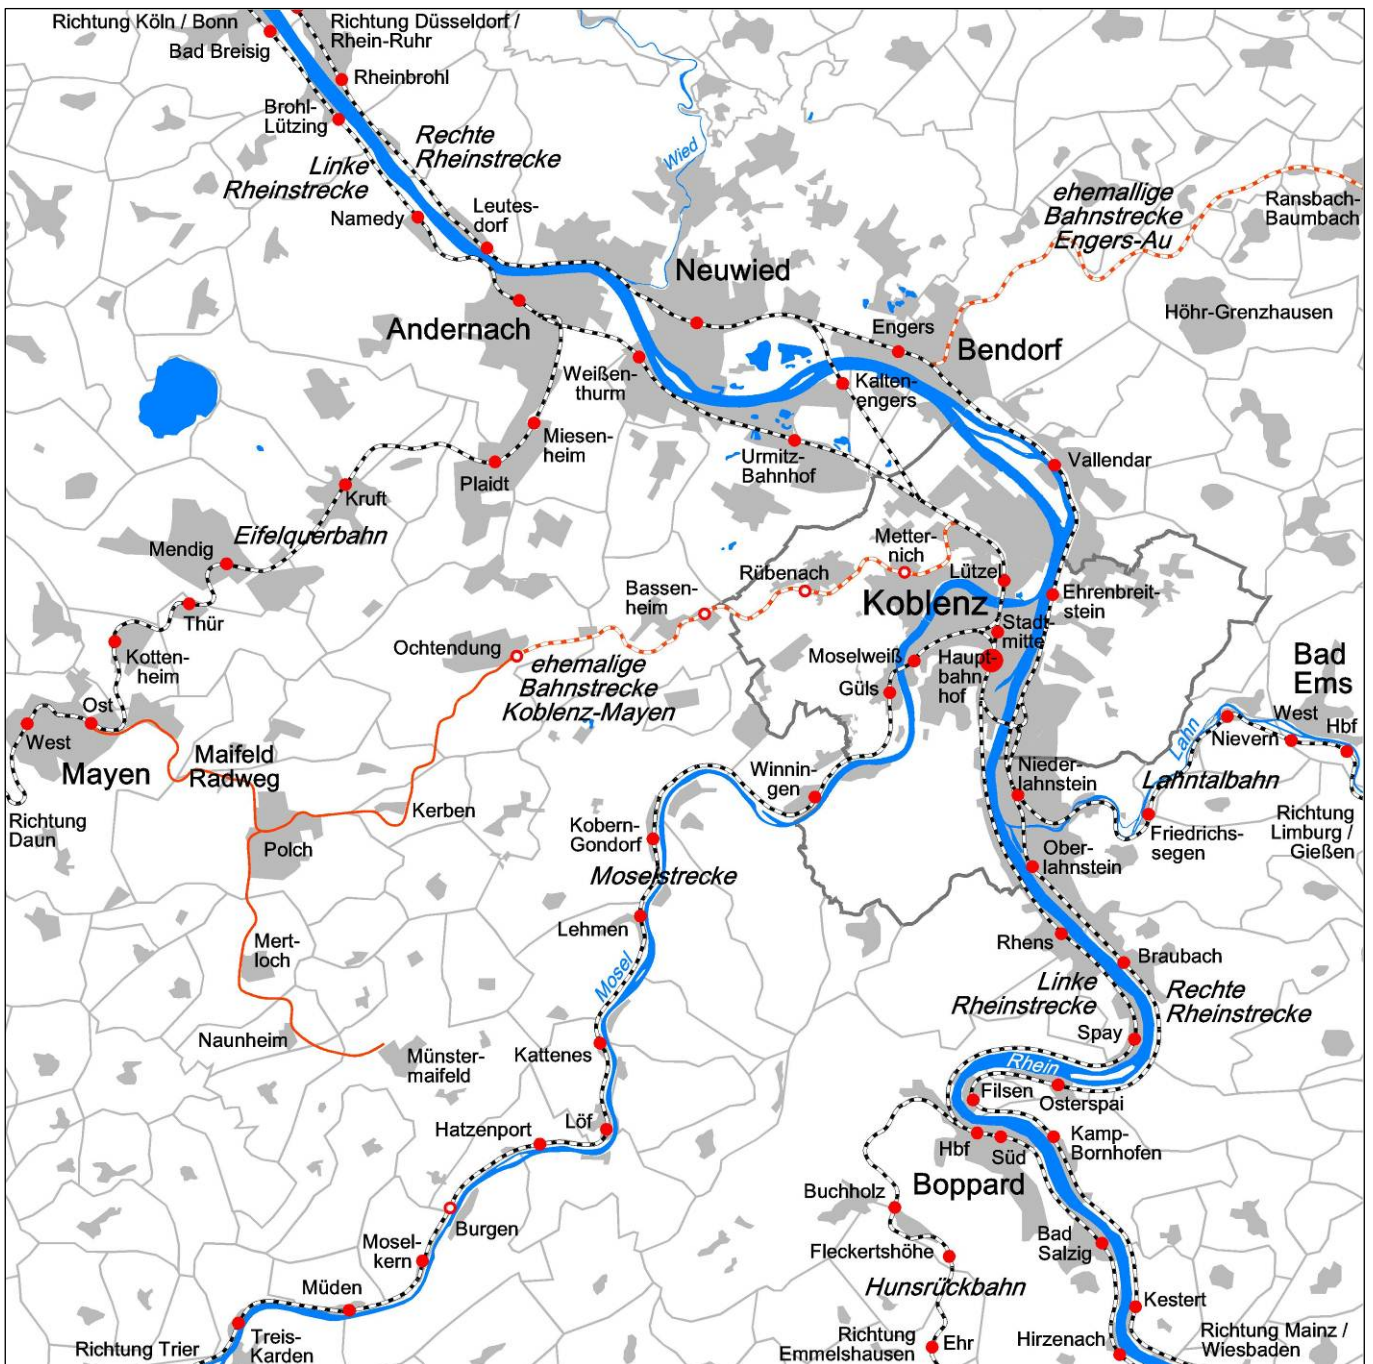 Richtung Köln / Bonn
Bad Breisig
Richtung Düsseldorf /
Rhein-Ruhr
Rheinbrohl
Brohl-
Lützing
Rechte
Rheinstrecke
Linke
Rheinstrecke
Namedy
Leutes-
dorf
Wied
Neuwied
ehemallige
Bahnstrecke
Engers-Au
Ransbach-
Baumbach
Höhr-Grenzhausen
Andernach
Engers
Bendorf
Weißen-
thurm
Kalten-
engers
Miesen-
heim
Plaidt
Urmitz-
Bahnhof
Vallendar
Kruft
Eifelquerbahn
Mendig
Thür
Kotten-
heim
Metter-
nich
Rübenach
Bassen-
heim
Lützel
Koblenz
Ehrenbreit-
stein
Stadt-
mitte
Haupt-
bahn
hof
Moselweiß
Güls
Ochtendung
ehemalige
Bahnstrecke
Koblenz-Mayen
Ost
West
Mayen
Maifeld
Radweg
Richtung
Daun
Polch
Kerben
Bad
Ems
West
Hbf
Nievern
Lahn
Lahntalbahn
Friedrichs-
segen
Richtung
Limburg /
Gießen
Winnin-
gen
Nieder-
lahnstein
Ober-
lahnstein
Kobern-
Gondorf
Moselstrecke
Lehmen
Mosel
Mert-
loch
Naunheim
Münster-
maifeld
Kattenes
Rhens
Braubach
Linke
Rheinstrecke
Rechte
Rheinstrecke
Spay
Rhein
Filsen
Osterspai
Hatzenport
Löf
Hbf
Süd
Kamp-
Bornhofen
Boppard
Buchholz
Burgen
Mosel-
kern
Fleckertshöhe
Bad
Salzig
Hunsrückbahn
Müden
Kestert
Treis-
Karden
Richtung Trier
Richtung
Emmelshausen
Ehr
Hirzenach
Richtung Mainz /
Wiesbaden